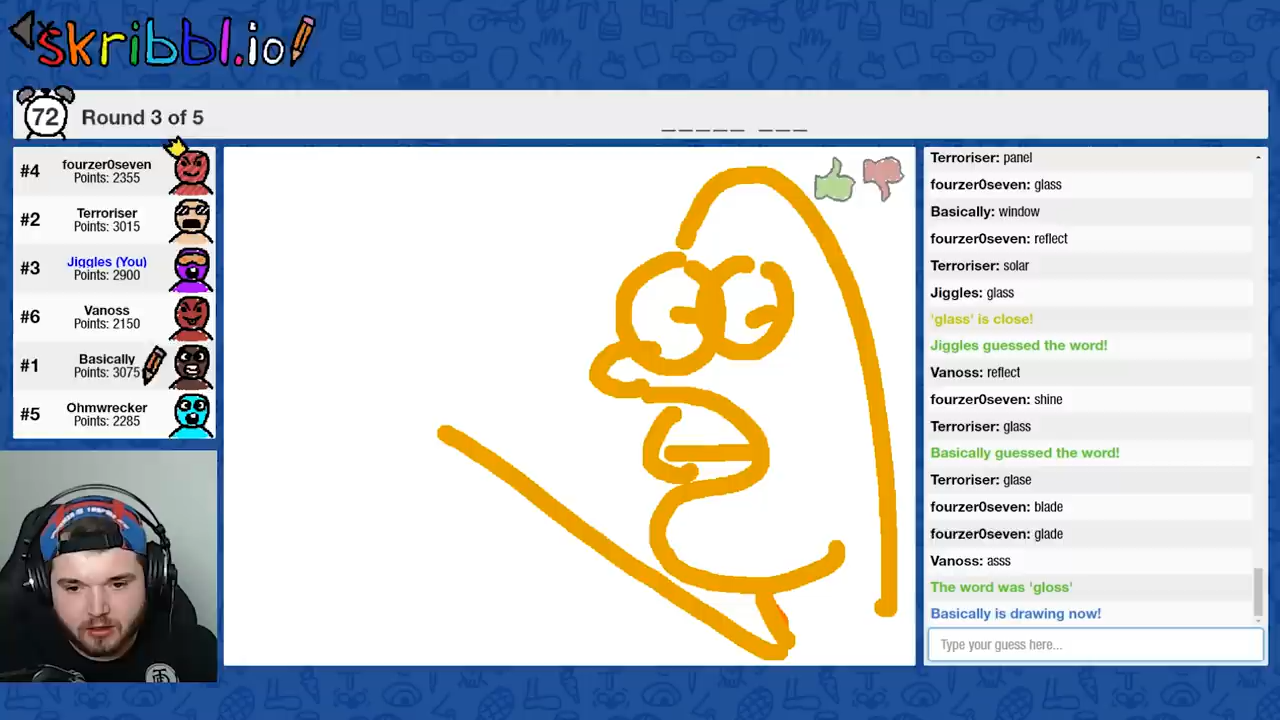 skribbl.io
72 Round 3 of 5
_____ ___
#4 fourzer0seven
Points: 2355
#2 Terroriser
Points: 3015
#3 Jiggles (You)
Points: 2900
#6 Vanoss
Points: 2150
#1 Basically
Points: 3075
#5 Ohmwrecker
Points: 2285
Terroriser: panel
fourzer0seven: glass
Basically: window
fourzer0seven: reflect
Terroriser: solar
Jiggles: glass
'glass' is close!
Jiggles guessed the word!
Vanoss: reflect
fourzer0seven: shine
Terroriser: glass
Basically guessed the word!
Terroriser: glase
fourzer0seven: blade
fourzer0seven: glade
Vanoss: asss
The word was 'gloss'
Basically is drawing now!
Type your guess here...